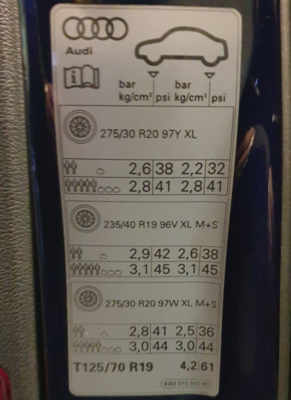 Audi
bar psi bar psi
kg/cm² kg/cm²
275/30 R20 97Y XL
2,6 38 2,2 32
2,8 41 2,8 41
235/40 R19 96V XL M+S
2,9 42 2,6 38
3,1 45 3,1 45
275/30 R20 97W XL M+S
2,8 41 2,5 36
3,0 44 3,0 44
T125/70 R19 4,2 61